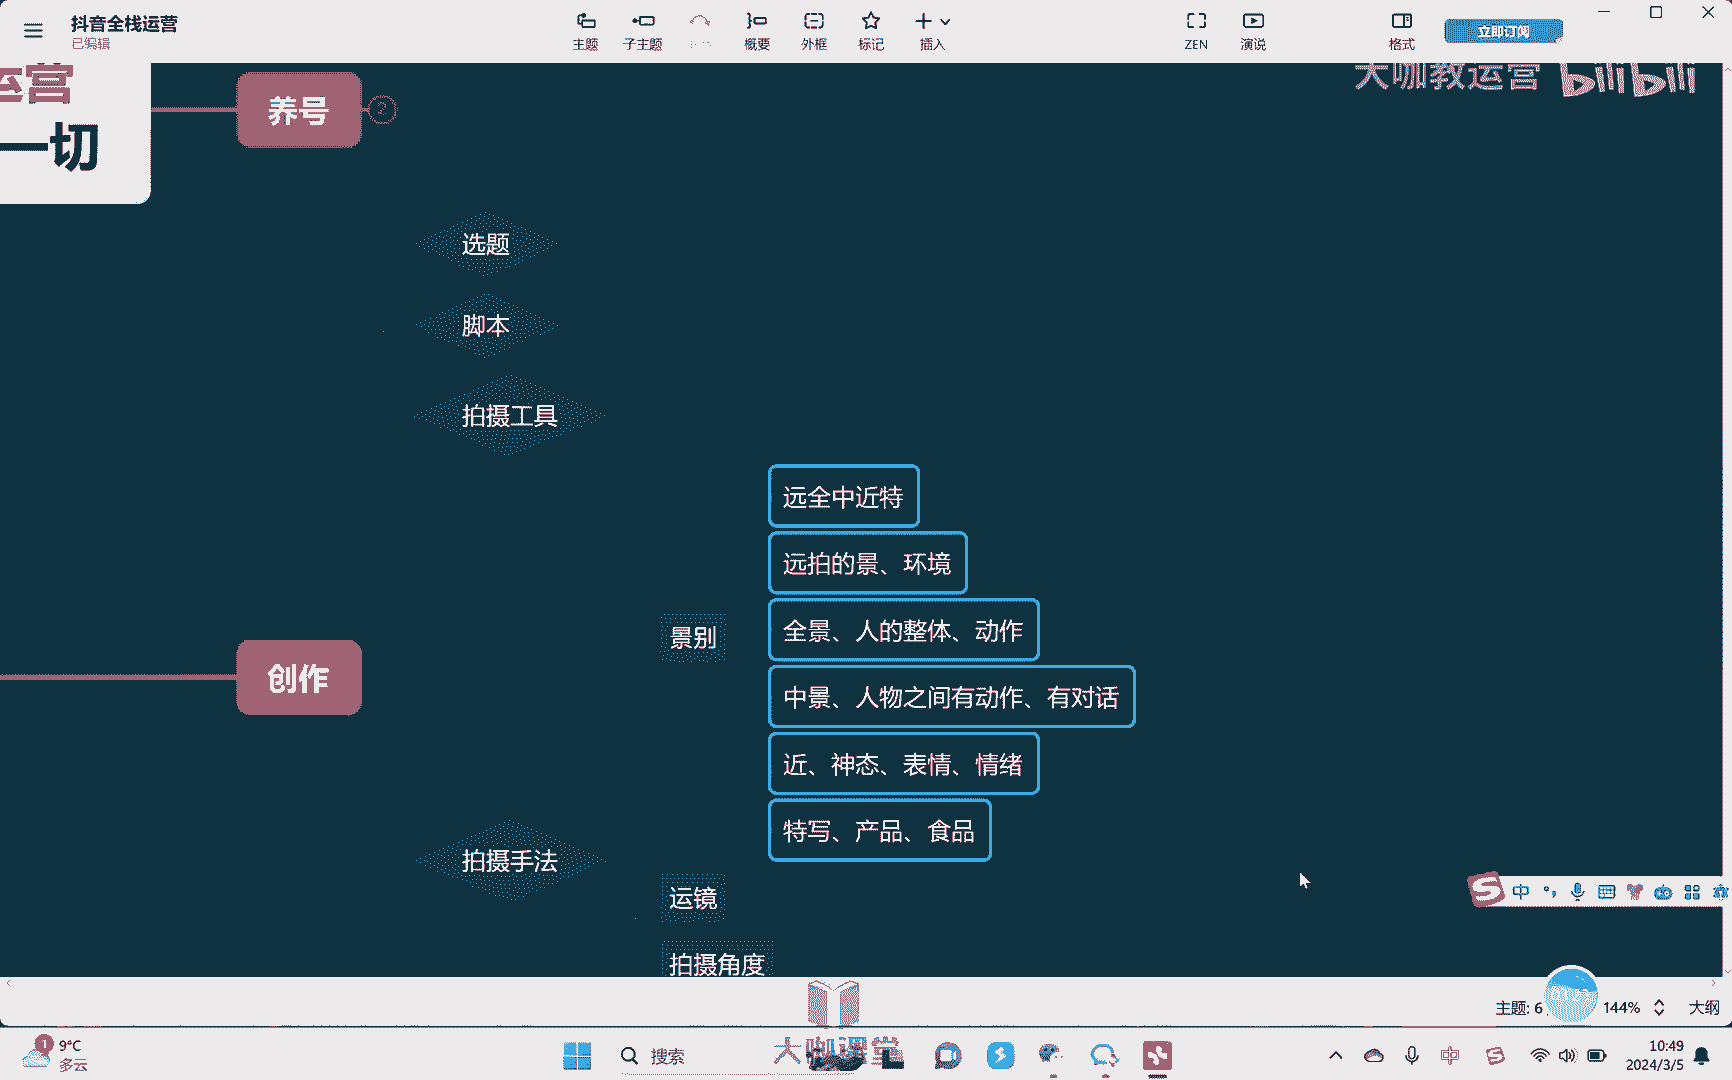 抖音全栈运营
已编辑
主题
子主题
概要
外框
标记
插入
ZEN
演说
格式
立即订阅
大咖教运营 bilibili
运营
一切
养号
2
选题
脚本
拍摄工具
远全中近特
远拍的景、环境
全景、人的整体、动作
景别
中景、人物之间有动作、有对话
创作
近、神态、表情、情绪
特写、产品、食品
拍摄手法
运镜
中
拍摄角度
主题: 6
144%
大纲
大咖课堂
1
9°C
多云
搜索
中
10:49
2024/3/5